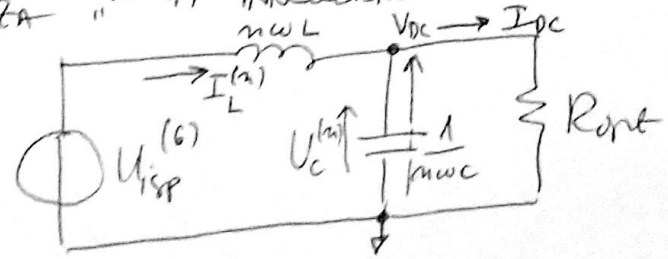 nωL
V_DC → I_DC
I_L^(n)
U_isp^(6)
U_C^(n)
1
nωC
R_opt